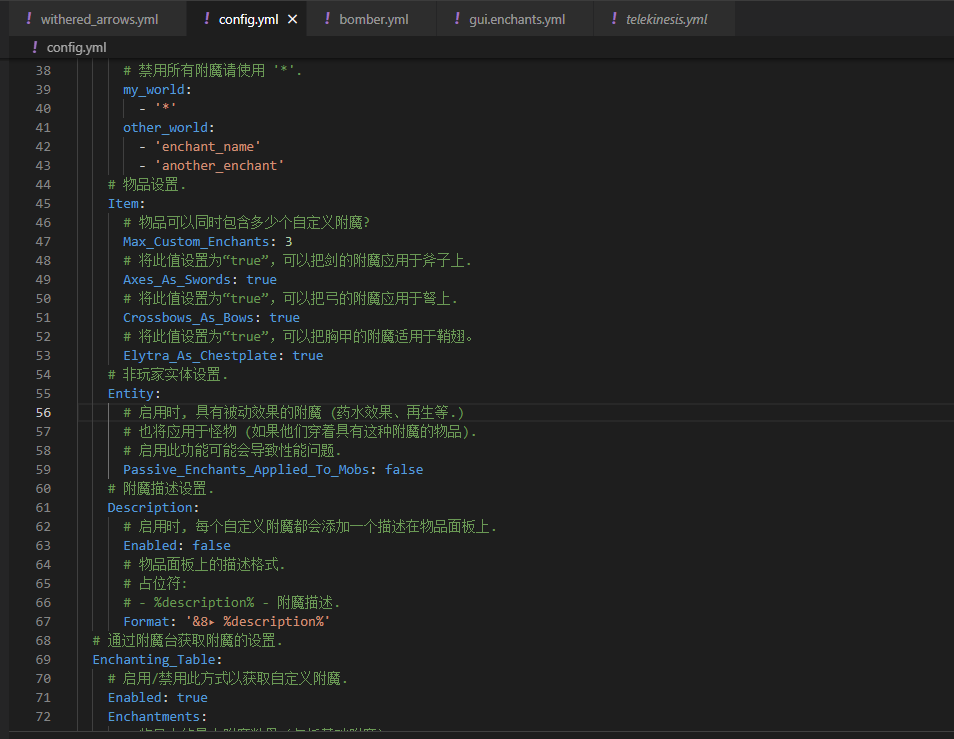 ! withered_arrows.yml ! config.yml × ! bomber.yml ! gui.enchants.yml ! telekinesis.yml
! config.yml
38 # 禁用所有附魔请使用 '*'.
39 my_world:
40 - '*'
41 other_world:
42 - 'enchant_name'
43 - 'another_enchant'
44 # 物品设置.
45 Item:
46 # 物品可以同时包含多少个自定义附魔?
47 Max_Custom_Enchants: 3
48 # 将此值设置为“true”，可以把剑的附魔应用于斧子上.
49 Axes_As_Swords: true
50 # 将此值设置为“true”，可以把弓的附魔应用于弩上.
51 Crossbows_As_Bows: true
52 # 将此值设置为“true”，可以把胸甲的附魔适用于鞘翅。
53 Elytra_As_Chestplate: true
54 # 非玩家实体设置.
55 Entity:
56 # 启用时, 具有被动效果的附魔 (药水效果、再生等.)
57 # 也将应用于怪物 (如果他们穿着具有这种附魔的物品).
58 # 启用此功能可能会导致性能问题.
59 Passive_Enchants_Applied_To_Mobs: false
60 # 附魔描述设置.
61 Description:
62 # 启用时, 每个自定义附魔都会添加一个描述在物品面板上.
63 Enabled: false
64 # 物品面板上的描述格式.
65 # 占位符:
66 # - %description% - 附魔描述.
67 Format: '&8▸ %description%'
68 # 通过附魔台获取附魔的设置.
69 Enchanting_Table:
70 # 启用/禁用此方式以获取自定义附魔.
71 Enabled: true
72 Enchantments: